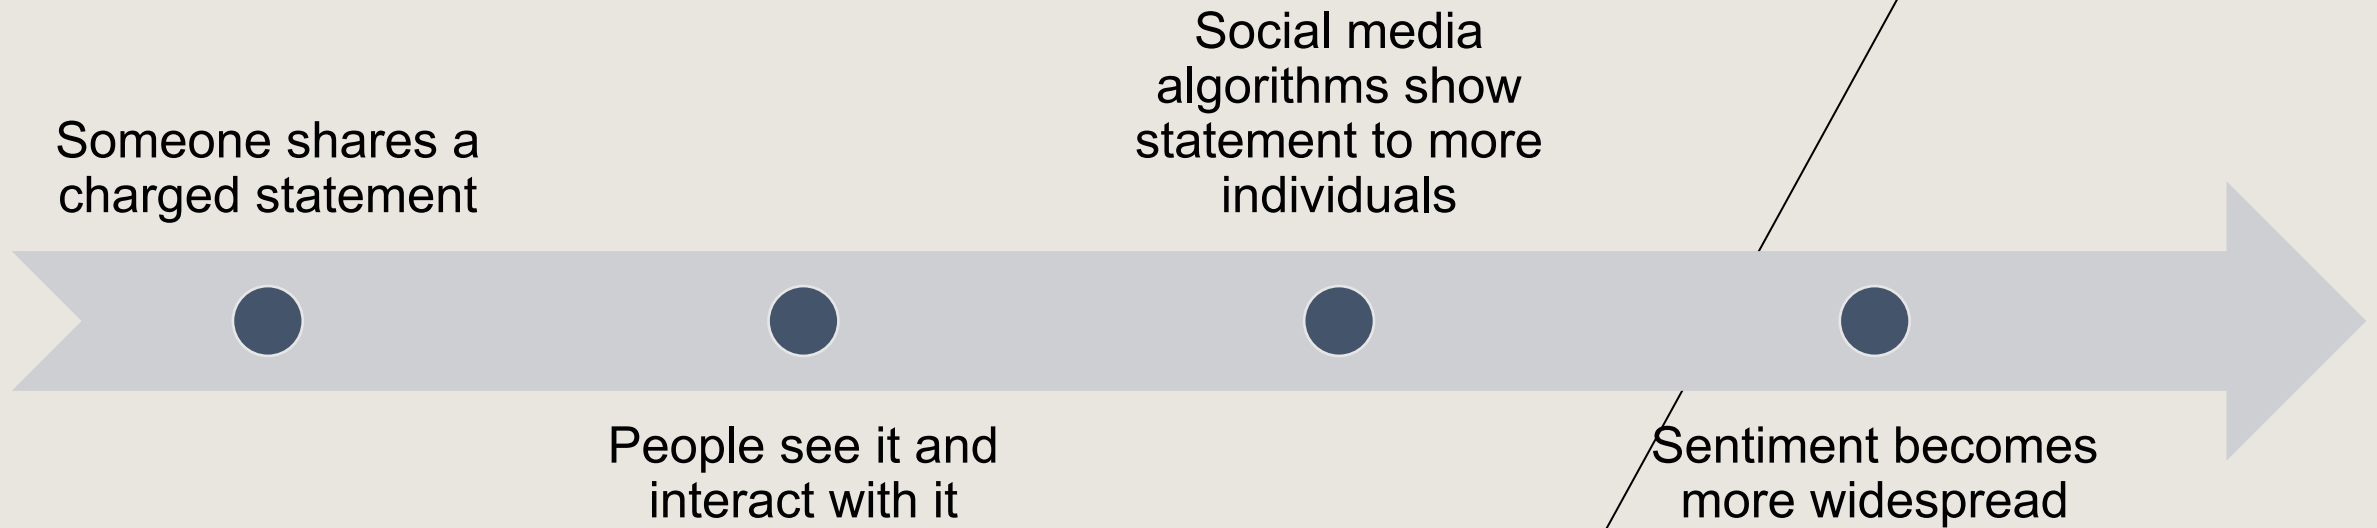 Someone shares a
charged statement
People see it and
interact with it
Social media
algorithms show
statement to more
individuals
Sentiment becomes
more widespread